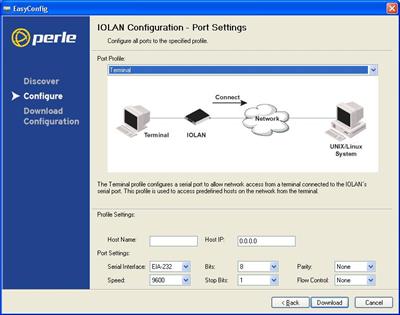 EasyConfig
perle
Discover
Configure
Download
Configuration
IOLAN Configuration - Port Settings
Configure all ports to the specified profile.
Port Profile:
Terminal
Connect
Network
Terminal
IOLAN
UNIX/Linux
System
The Terminal profile configures a serial port to allow network access from a terminal connected to the IOLAN's
serial port. This profile is used to access predefined hosts on the network from the terminal.
Profile Settings:
Host Name: Host IP: 0.0.0.0
Port Settings:
Serial Interface: EIA-232 Bits: 8 Parity: None
Speed: 9600 Stop Bits: 1 Flow Control: None
< Back Download Cancel